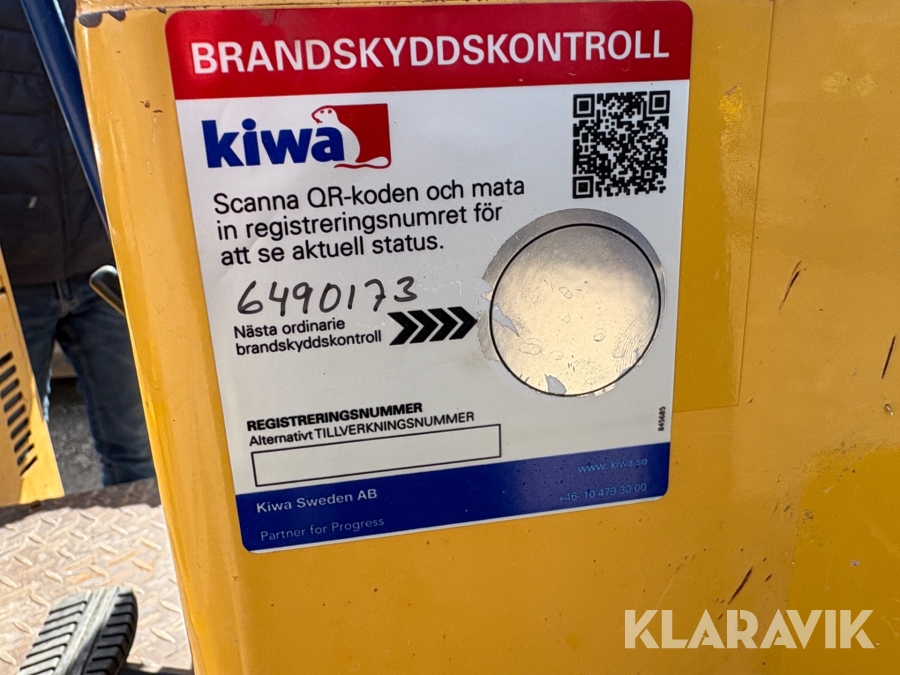 BRANDSKYDDSKONTROLL
kiwa
Scanna QR-koden och mata
in registreringsnumret för
att se aktuell status.
6490173
Nästa ordinarie
brandskyddskontroll
REGISTRERINGSNUMMER
Alternativt TILLVERKNINGSNUMMER
845685
Kiwa Sweden AB
Partner for Progress
www.kiwa.se
+46- 10 479 30 00
KLARAVIK